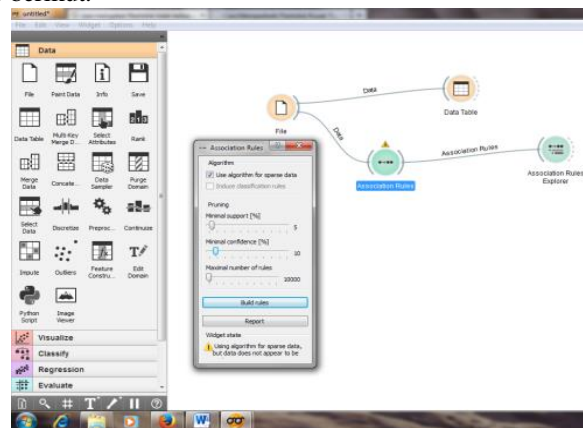 untitled*
File Edit View Widget Options Help
Data
File
Paint Data
Info
Save
Data Table
Multi-Key
Merge D...
Select
Attributes
Rank
Merge
Data
Concate...
Data
Sampler
Purge
Domain
Select
Data
Discretize
Preproc...
Continuize
Impute
Outliers
Feature
Constru...
Edit
Domain
Python
Script
Image
Viewer
Visualize
Classify
Regression
Evaluate
Data
Data
Data Table
File
Association Rules
Association Rules
Association Rules
Explorer
Association Rules
Algorithm
Use algorithm for sparse data
Induce classification rules
Pruning
Minimal support [%]
5
Minimal confidence [%]
10
Maximal number of rules
10000
Build rules
Report
Widget state
Using algorithm for sparse data,
but data does not appear to be